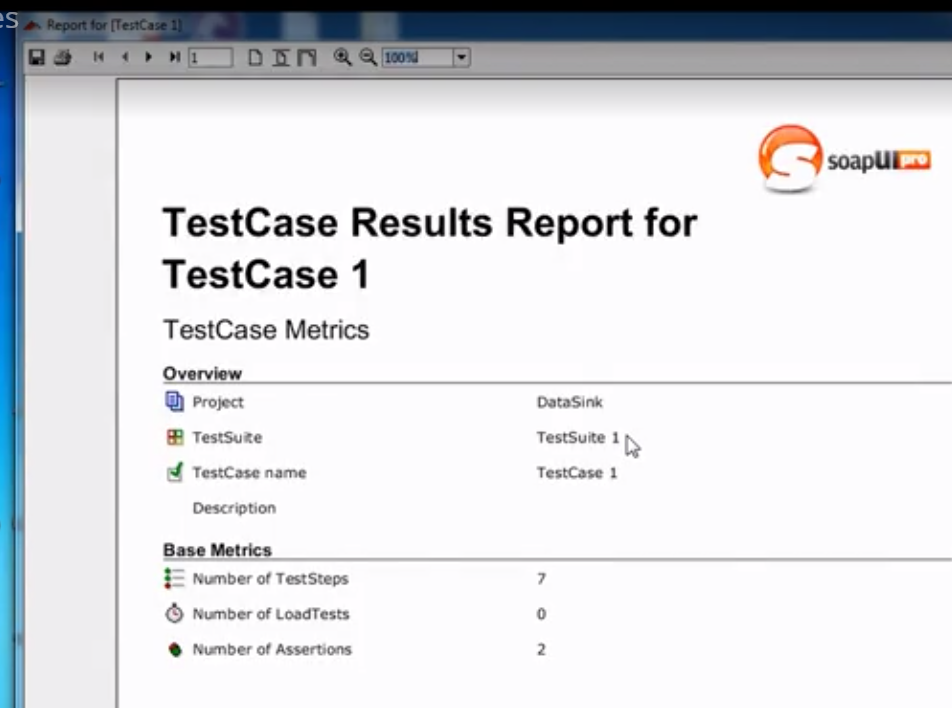 es
Report for [TestCase 1]
1
100%
soapUI pro
TestCase Results Report for
TestCase 1
TestCase Metrics
Overview
Project DataSink
TestSuite TestSuite 1
TestCase name TestCase 1
Description
Base Metrics
Number of TestSteps 7
Number of LoadTests 0
Number of Assertions 2